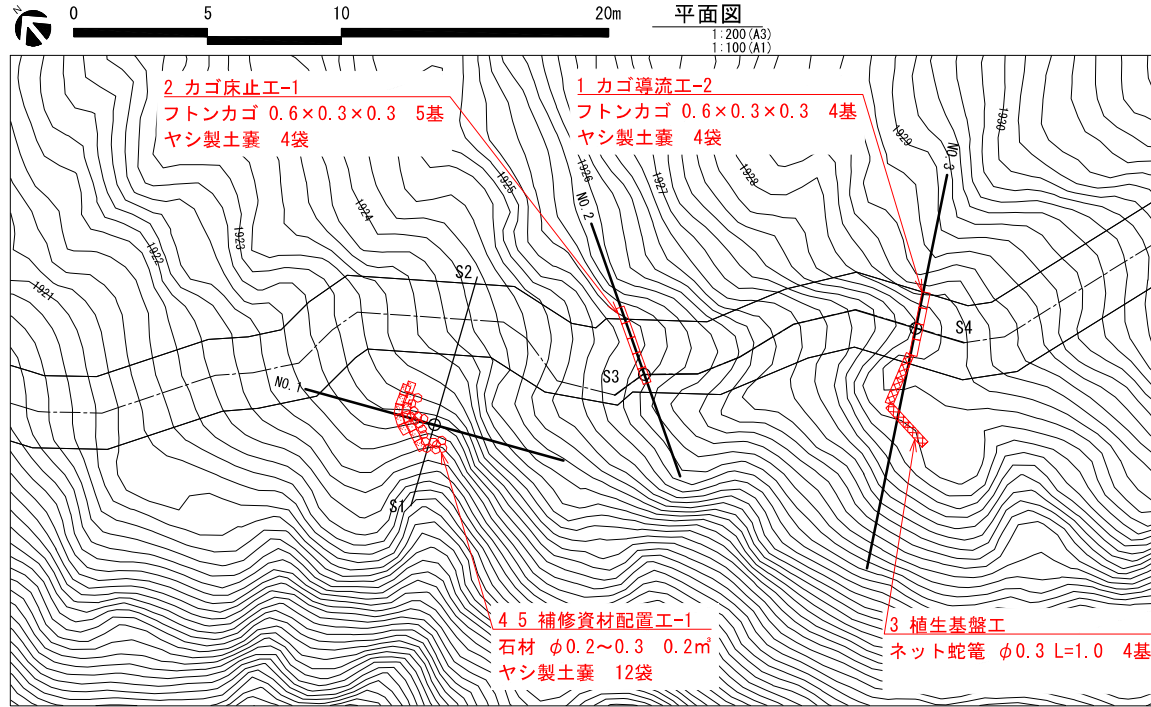 N
0 5 10 20m
平面図
1:200(A3)
1:100(A1)
2 カゴ床止工-1
フトンカゴ 0.6×0.3×0.3 5基
ヤシ製土嚢 4袋
1 カゴ導流工-2
フトンカゴ 0.6×0.3×0.3 4基
ヤシ製土嚢 4袋
1930
1929
NO.3
1928
1927
1926
1925
NO.2
1924
1923
1922
1921
S2
S4
S3
NO.1
S1
4 5 補修資材配置工-1
石材 φ0.2～0.3 0.2㎥
ヤシ製土嚢 12袋
3 植生基盤工
ネット蛇篭 φ0.3 L=1.0 4基